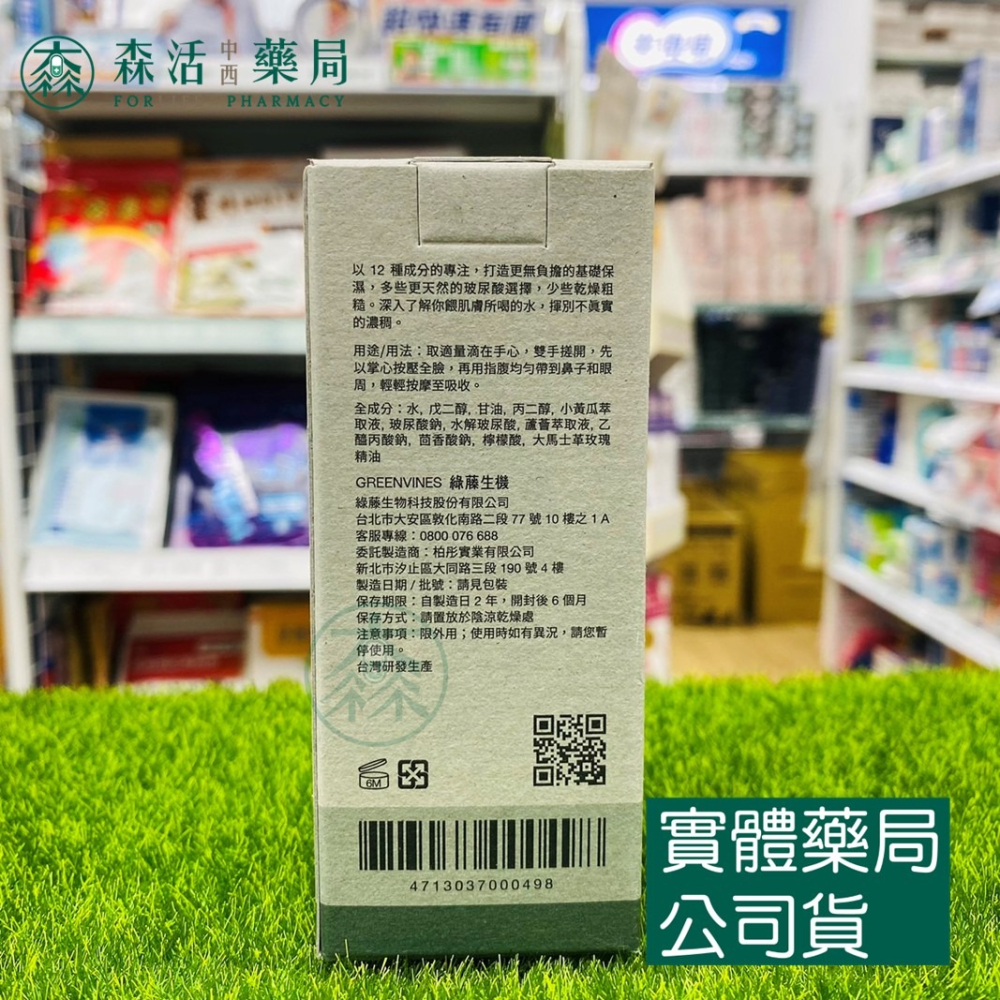 森活中西藥局
FOR PHARMACY
以 12 種成分的專注，打造更無負擔的基礎保
濕，多些更天然的玻尿酸選擇，少些乾燥粗
糙。深入了解你餵肌膚所喝的水，揮別不真實
的濃稠。
用途/用法：取適量滴在手心，雙手搓開，先
以掌心按壓全臉，再用指腹均勻帶到鼻子和眼
周，輕輕按摩至吸收。
全成分：水, 戊二醇, 甘油, 丙二醇, 小黃瓜萃
取液, 玻尿酸鈉, 水解玻尿酸, 蘆薈萃取液, 乙
醯丙酸鈉, 茴香酸鈉, 檸檬酸, 大馬士革玫瑰
精油
GREENVINES 綠藤生機
綠藤生物科技股份有限公司
台北市大安區敦化南路二段 77 號 10 樓之 1 A
客服專線：0800 076 688
委託製造商：柏彤實業有限公司
新北市汐止區大同路三段 190 號 4 樓
製造日期 / 批號：請見包裝
保存期限：自製造日 2 年，開封後 6 個月
保存方式：請置放於陰涼乾燥處
注意事項：限外用；使用時如有異況，請您暫
停使用。
台灣研發生產
6M
4713037000498
實體藥局
公司貨